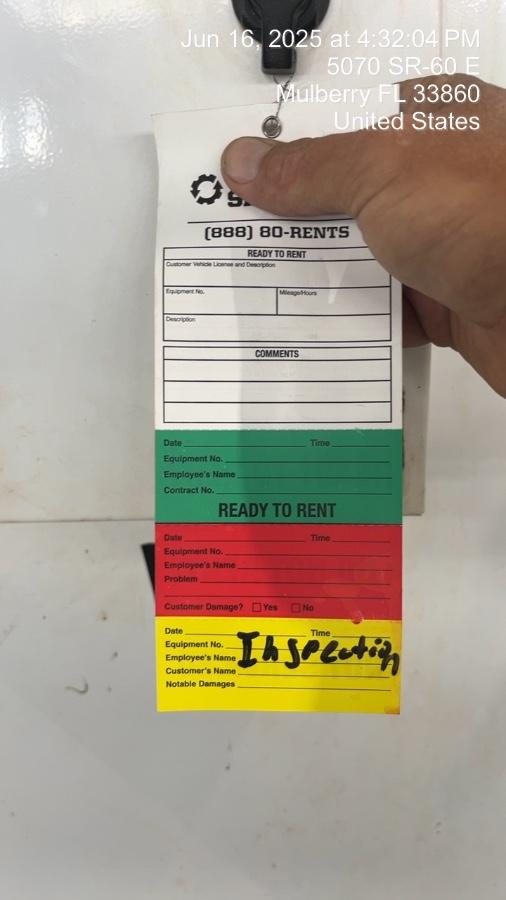 Jun 16, 2025 at 4:32:04 PM
5070 SR-60 E
Mulberry FL 33860
United States
(888) 80-RENTS
READY TO RENT
Customer Vehicle License and Description
Equipment No. Mileage/Hours
Description
COMMENTS
Date Time
Equipment No.
Employee's Name
Contract No.
READY TO RENT
Date Time
Equipment No.
Employee's Name
Problem
Customer Damage? Yes No
Date Time
Equipment No.
Inspection
Employee's Name
Customer's Name
Notable Damages